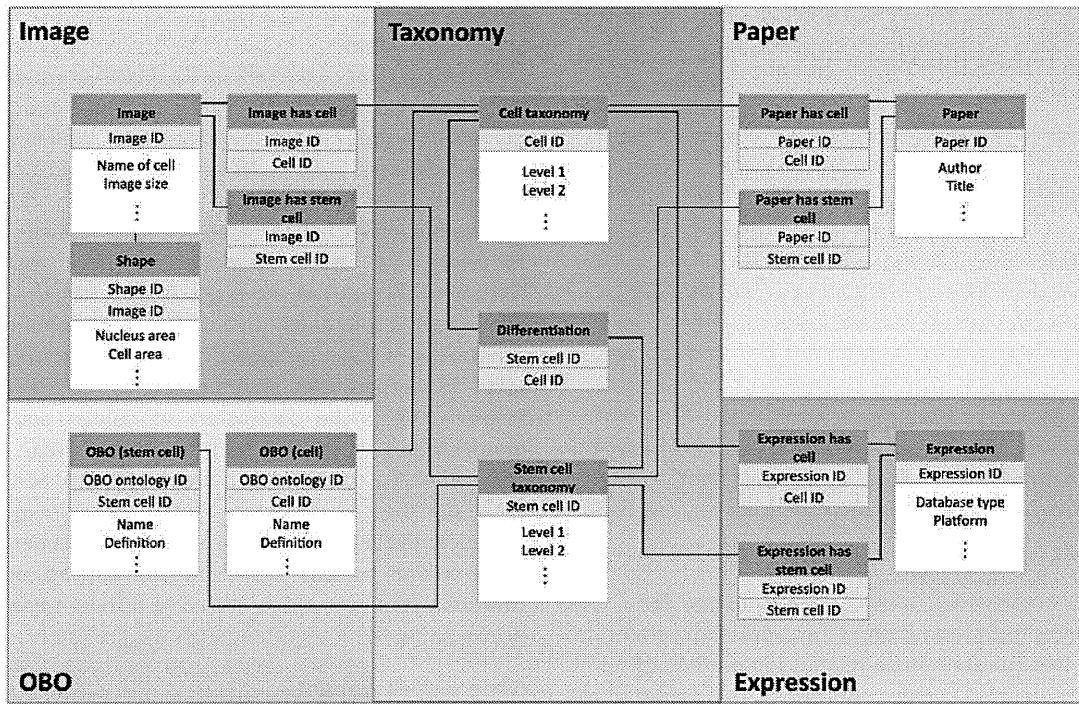 Image
Image
Image ID
Name of cell
Image size
Shape
Shape ID
Image ID
Nucleus area
Cell area
Image has cell
Image ID
Cell ID
Image has stem
cell
Image ID
Stem cell ID
Taxonomy
Cell taxonomy
Cell ID
Level 1
Level 2
Differentiation
Stem cell ID
Cell ID
Stem cell
taxonomy
Stem cell ID
Level 1
Level 2
Paper
Paper has cell
Paper ID
Cell ID
Paper has stem
cell
Paper ID
Stem cell ID
Paper
Paper ID
Author
Title
OBO (stem cell)
OBO ontology ID
Stem cell ID
Name
Definition
OBO (cell)
OBO ontology ID
Cell ID
Name
Definition
OBO
Expression has
cell
Expression ID
Cell ID
Expression has
stem cell
Expression ID
Stem cell ID
Expression
Expression ID
Database type
Platform
Expression